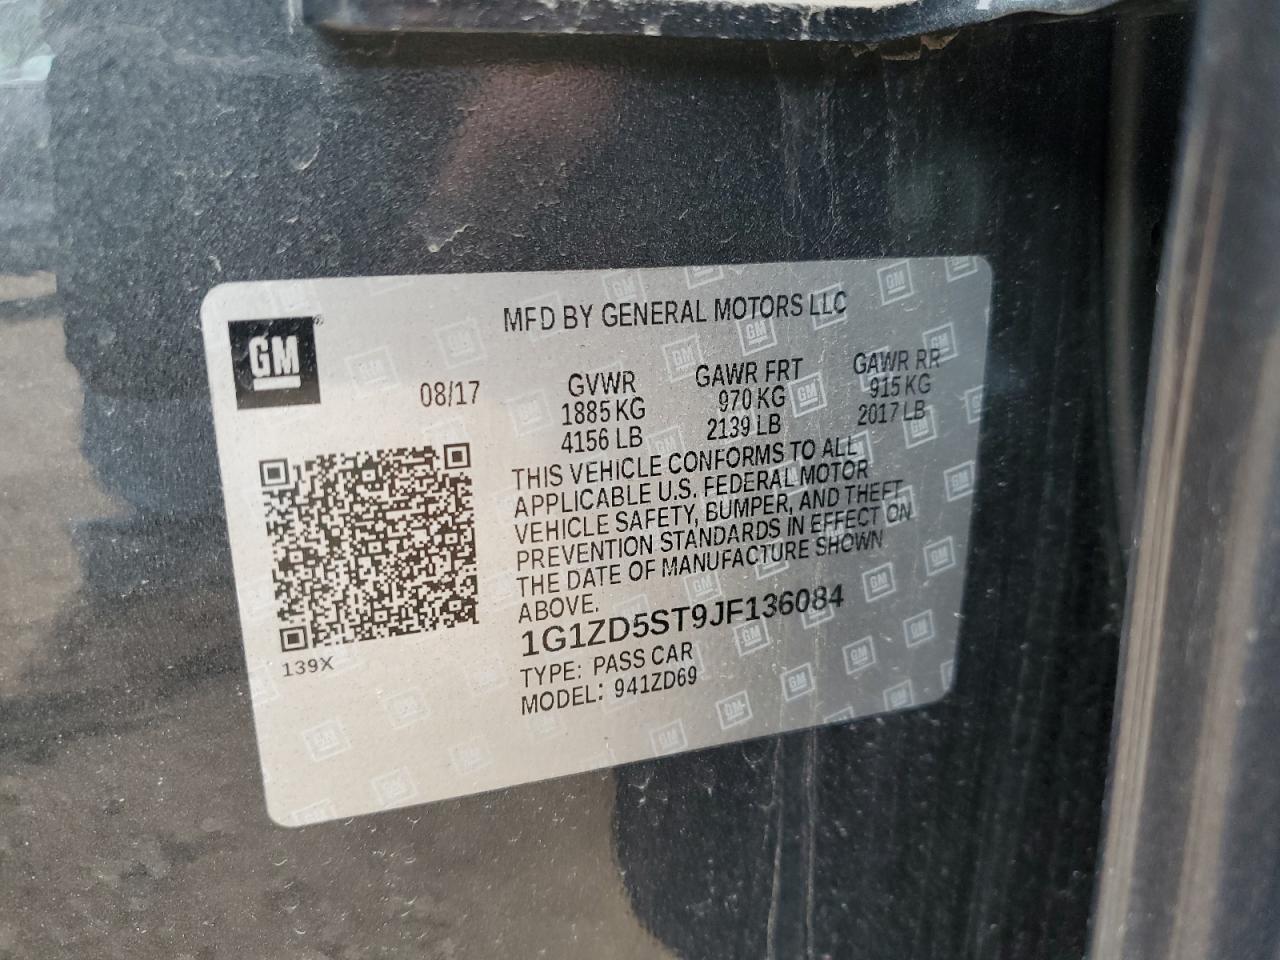 MFD BY GENERAL MOTORS LLC
GM
08/17
GVWR
1885 KG
4156 LB
GAWR FRT
970 KG
2139 LB
GAWR RR
915 KG
2017 LB
THIS VEHICLE CONFORMS TO ALL
APPLICABLE U.S. FEDERAL MOTOR
VEHICLE SAFETY, BUMPER, AND THEFT
PREVENTION STANDARDS IN EFFECT ON
THE DATE OF MANUFACTURE SHOWN
ABOVE.
1G1ZD5ST9JF136084
TYPE: PASS CAR
MODEL: 941ZD69
139X